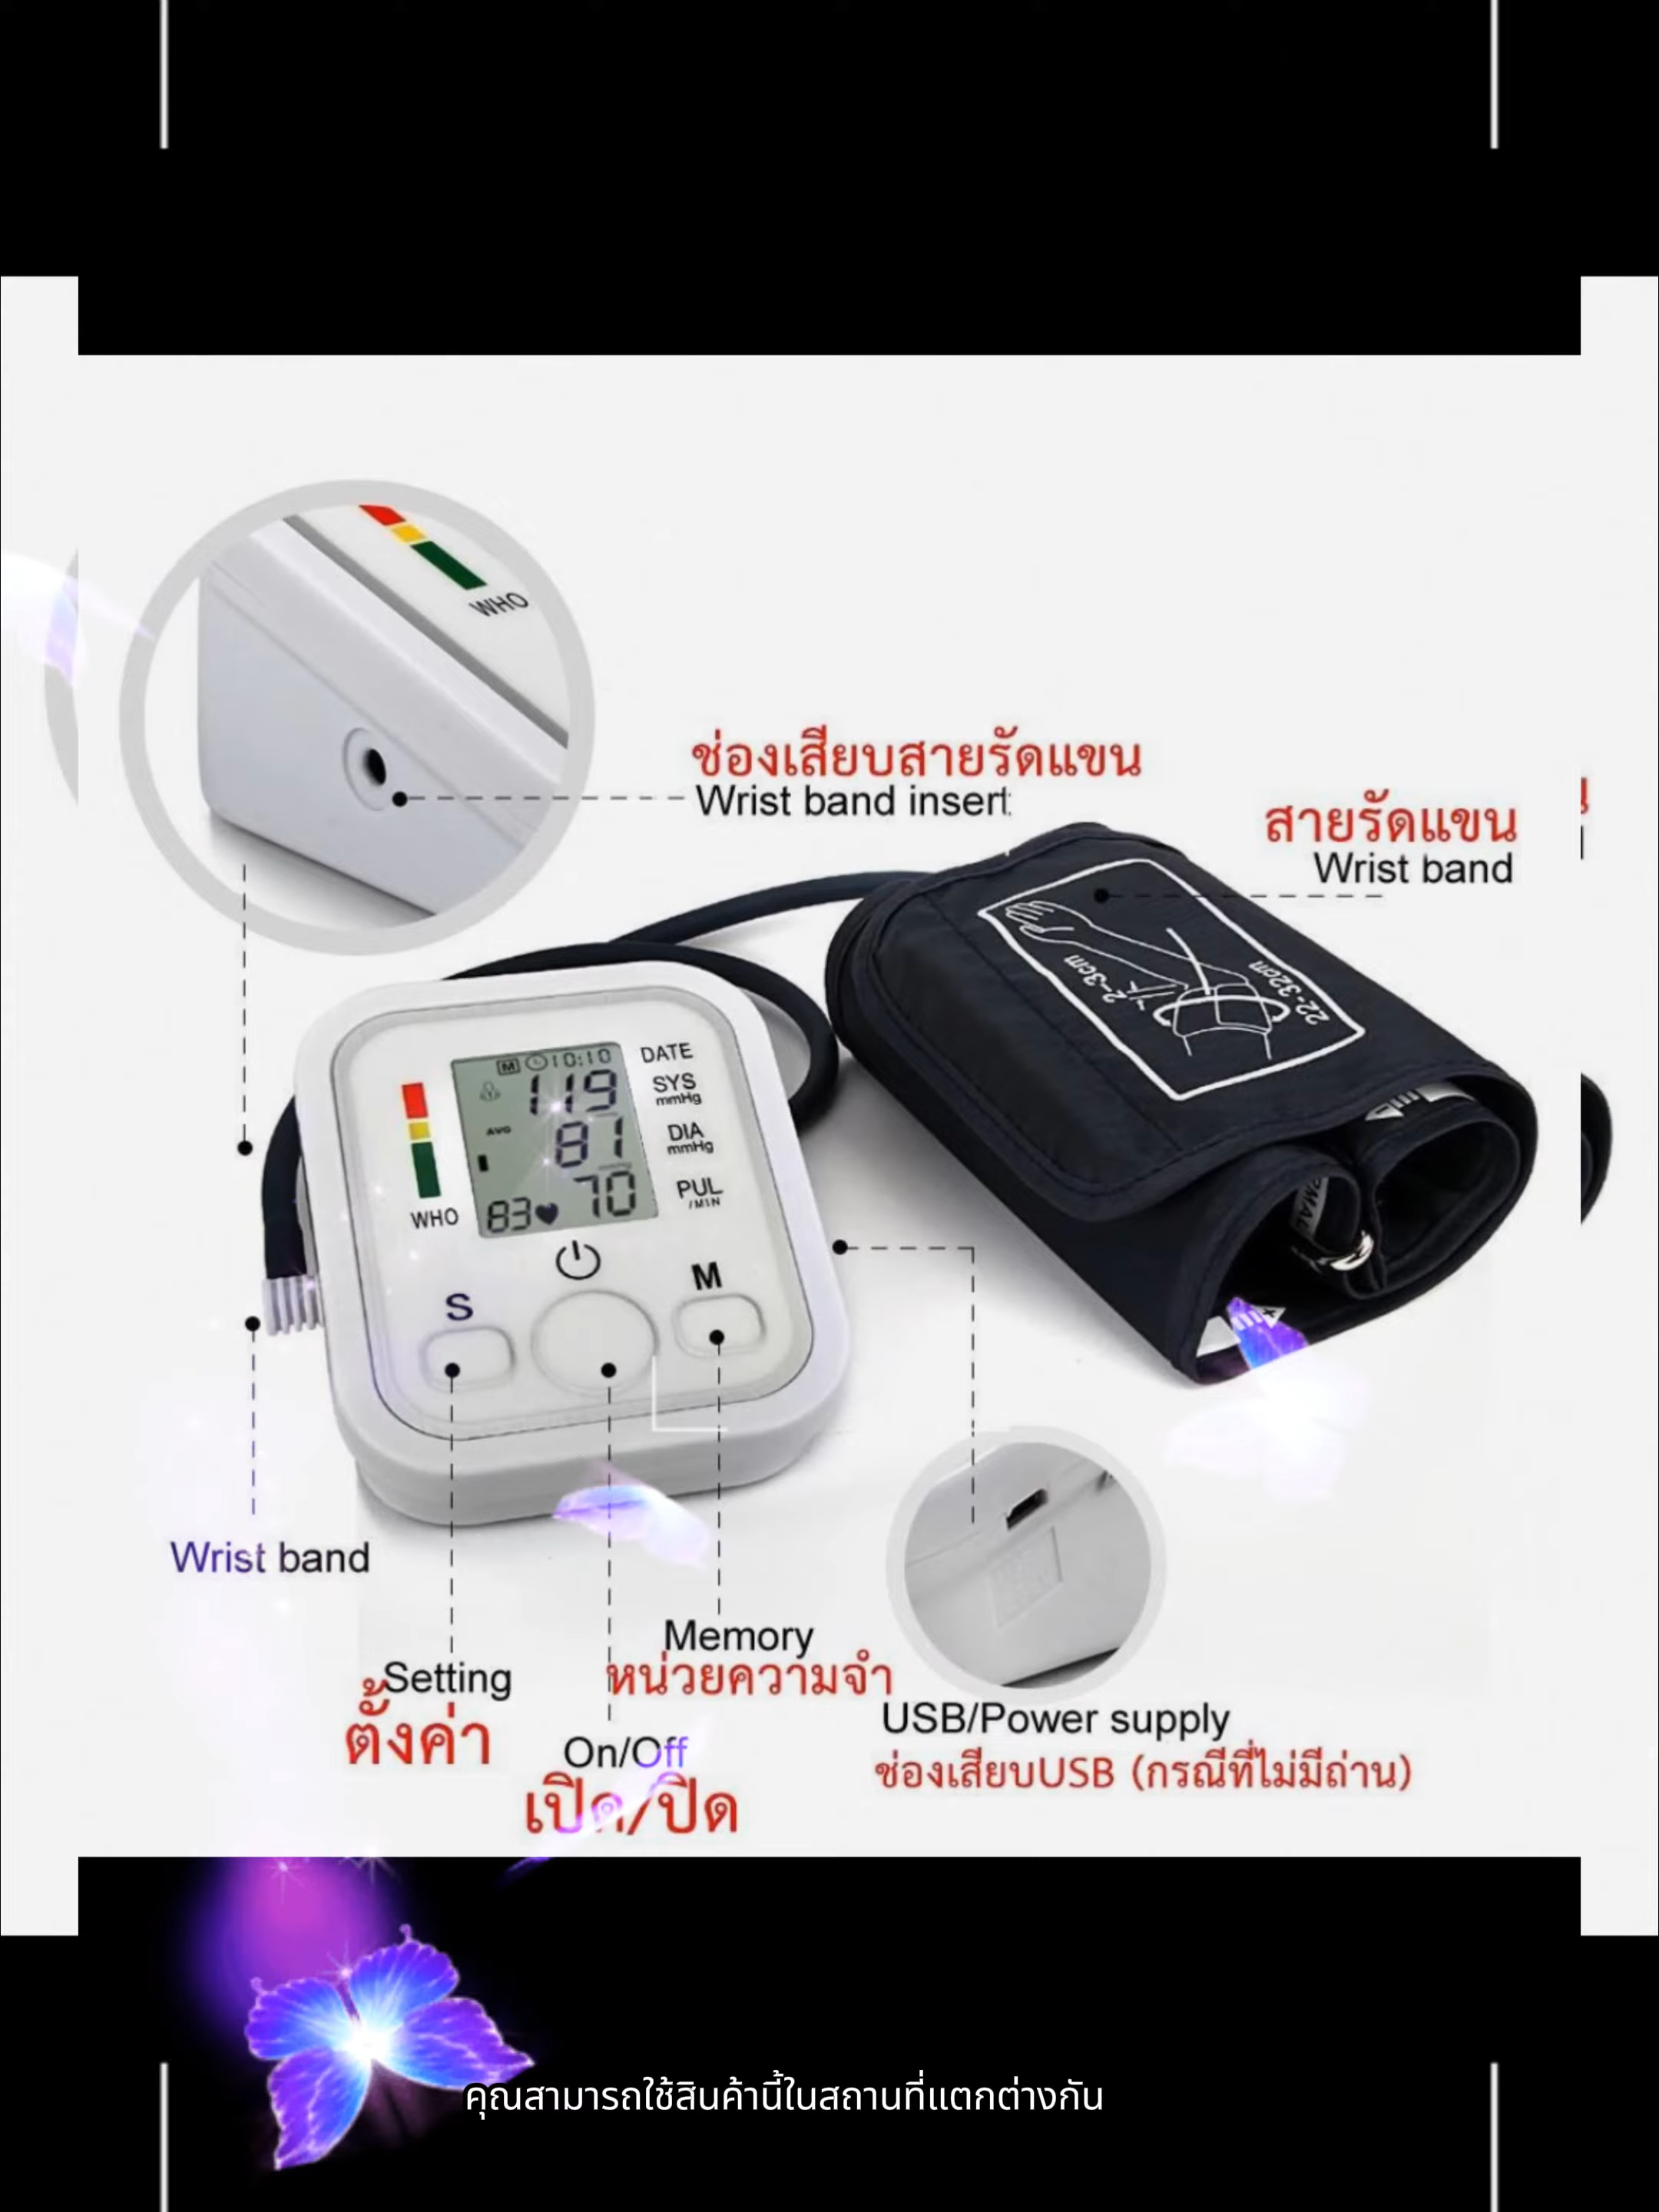 WHO
ช่องเสียบสายรัดแขน
Wrist band insert
สายรัดแขน
Wrist band
2-3cm
22-32cm
M 10:10
DATE
119
SYS
mmHg
AVG
81
DIA
mmHg
83 70
PUL
/MIN
WHO
S
M
Wrist band
Memory
หน่วยความจำ
Setting
ตั้งค่า
On/Off
เปิด/ปิด
USB/Power supply
ช่องเสียบUSB (กรณีที่ไม่มีถ่าน)
คุณสามารถใช้สินค้านี้ในสถานที่แตกต่างกัน